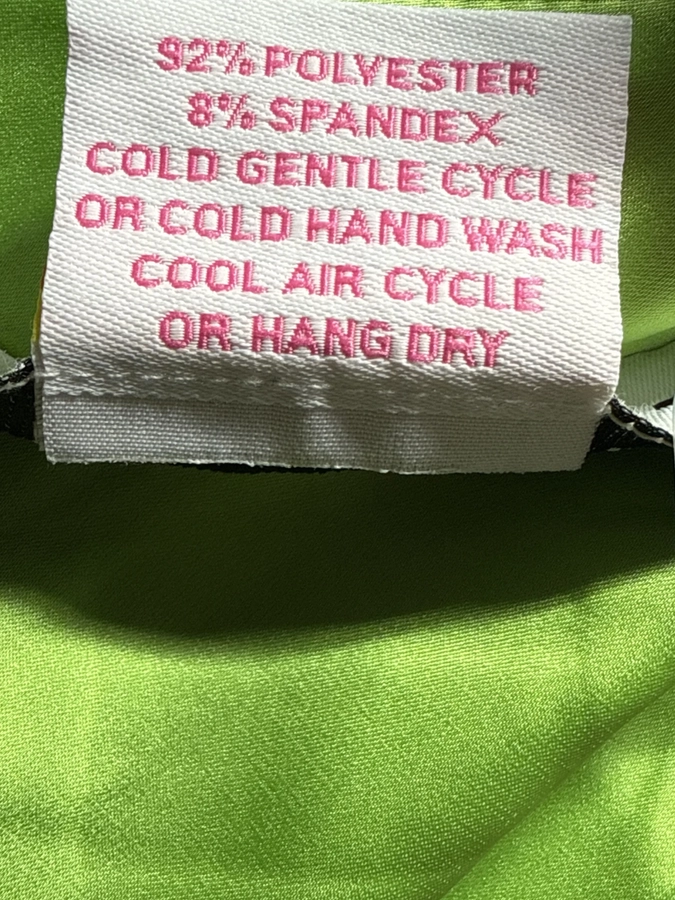 92% POLYESTER
8% SPANDEX
COLD GENTLE CYCLE
OR COLD HAND WASH
COOL AIR CYCLE
OR HANG DRY